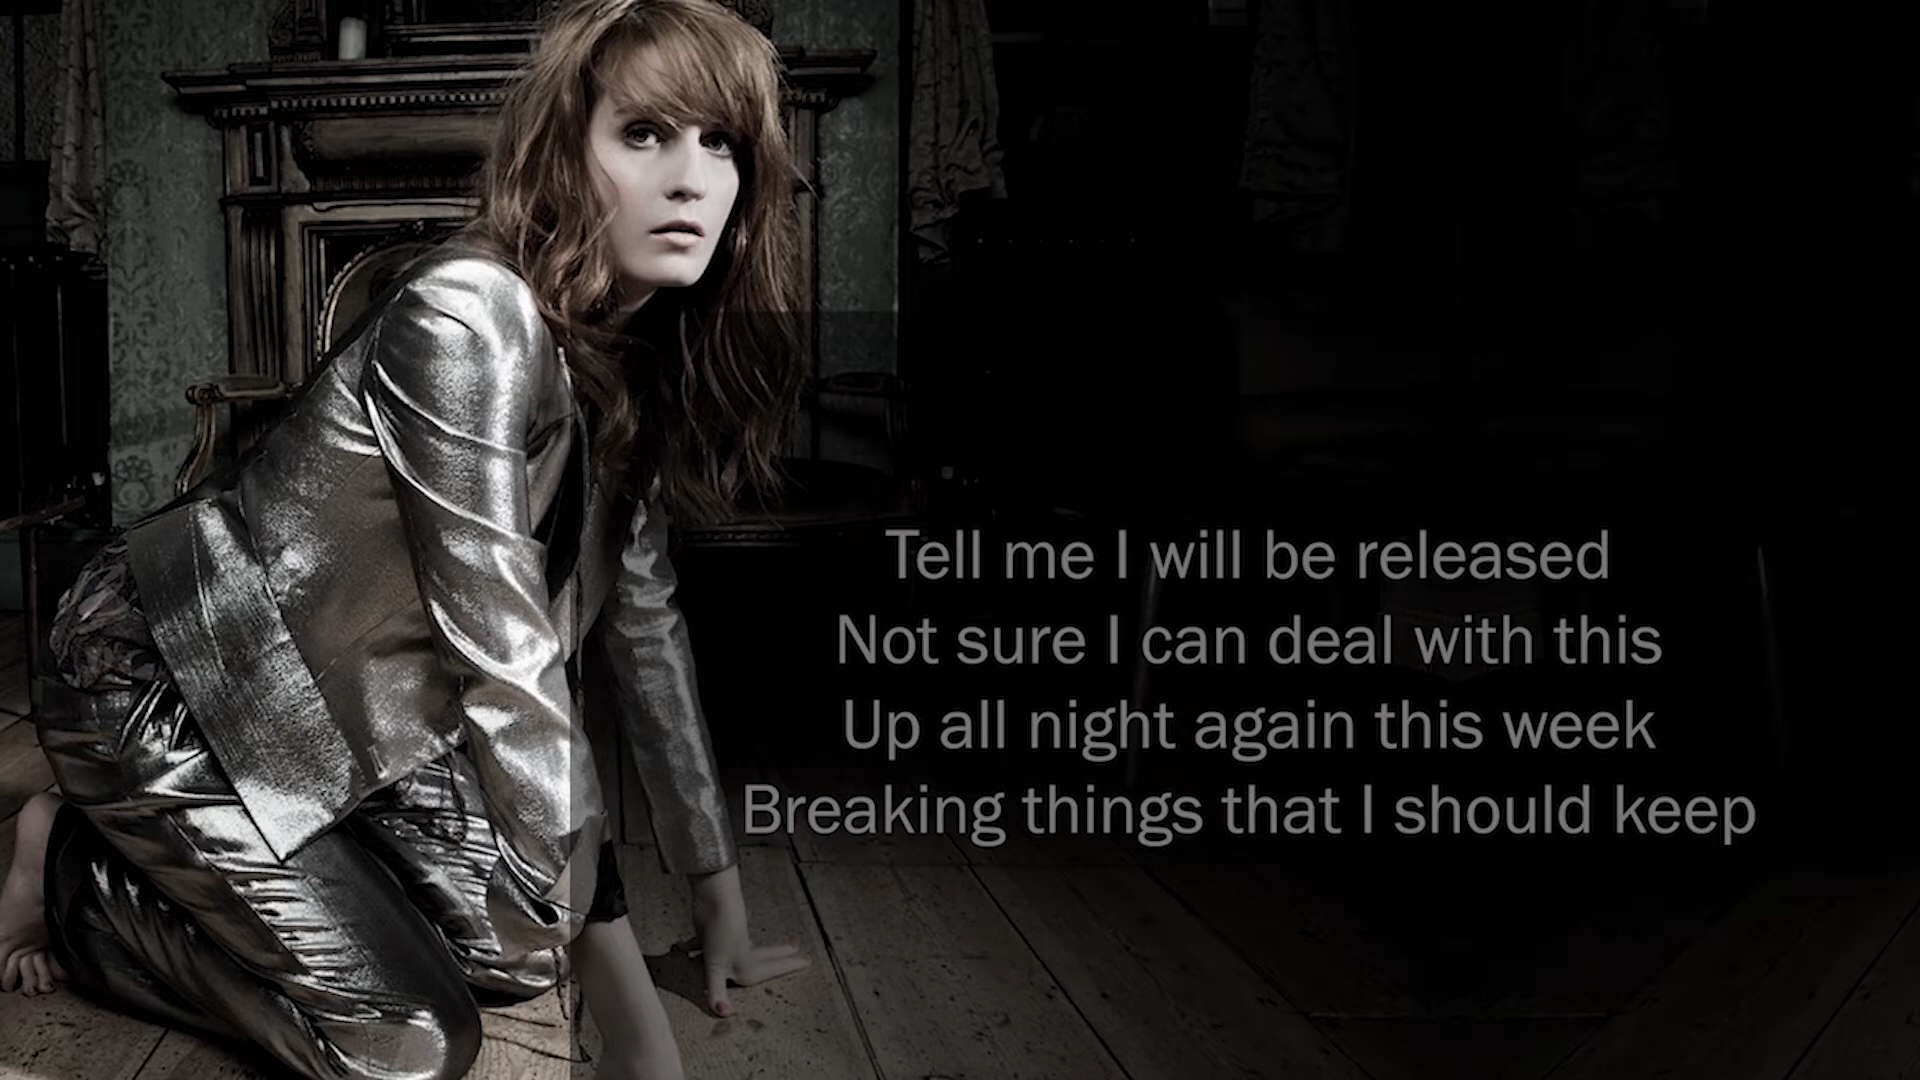 Tell me I will be released
Not sure I can deal with this
Up all night again this week
Breaking things that I should keep